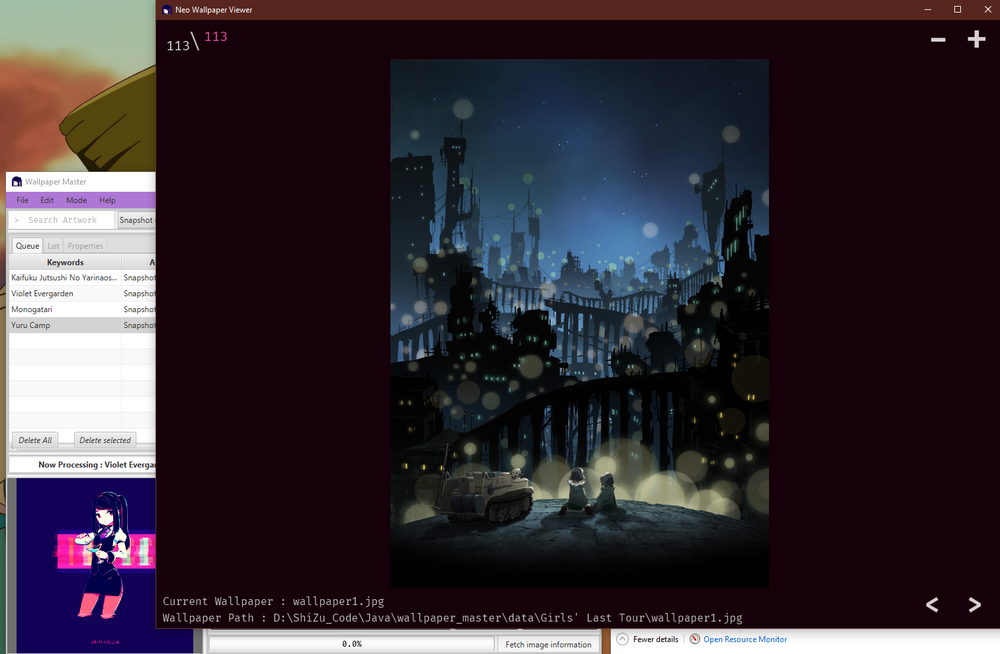 Neo Wallpaper Viewer
113\113
Wallpaper Master
File Edit Mode Help
> Search Artwork Snapshot
Queue List Properties
Keywords
Kaifuku Jutsushi No Yarinaos... Snapshot
Violet Evergarden Snapshot
Monogatari Snapshot
Yuru Camp Snapshot
Delete All Delete selected
Now Processing : Violet Everga
VA-11 HALL-A
Current Wallpaper : wallpaper1.jpg
Wallpaper Path : D:\ShiZu_Code\Java\wallpaper_master\data\Girls' Last Tour\wallpaper1.jpg
< >
0.0% Fetch image information
Fewer details Open Resource Monitor